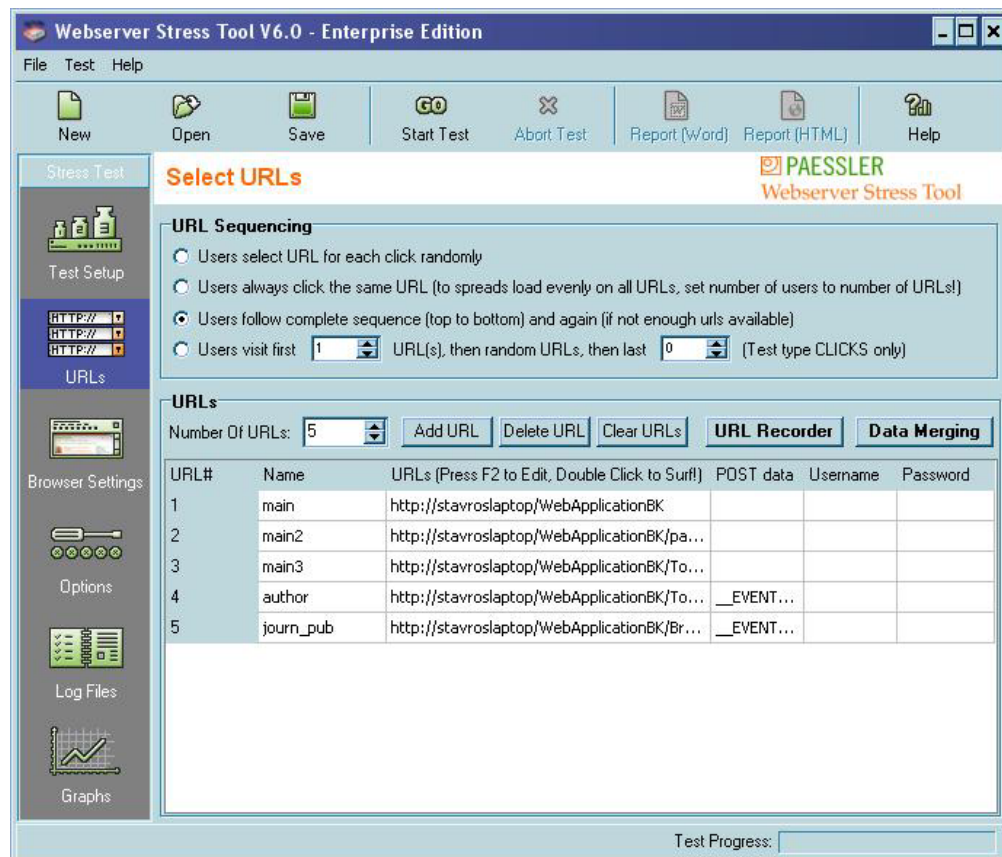 Webserver Stress Tool V6.0 - Enterprise Edition
File Test Help
New Open Save Start Test Abort Test Report (Word) Report (HTML) Help
GO
Stress Test
Select URLs
PAESSLER
Webserver Stress Tool
Test Setup
HTTP://
HTTP://
HTTP://
URLs
Browser Settings
Options
Log Files
Graphs
URL Sequencing
Users select URL for each click randomly
Users always click the same URL (to spreads load evenly on all URLs, set number of users to number of URLs!)
Users follow complete sequence (top to bottom) and again (if not enough urls available)
Users visit first 1 URL(s), then random URLs, then last 0 (Test type CLICKS only)
URLs
Number Of URLs: 5 Add URL Delete URL Clear URLs URL Recorder Data Merging
URL# Name URLs (Press F2 to Edit, Double Click to Surf!) POST data Username Password
1 main http://stavroslaptop/WebApplicationBK
2 main2 http://stavroslaptop/WebApplicationBK/pa...
3 main3 http://stavroslaptop/WebApplicationBK/To...
4 author http://stavroslaptop/WebApplicationBK/To... __EVENT...
5 journ_pub http://stavroslaptop/WebApplicationBK/Br... __EVENT...
Test Progress: